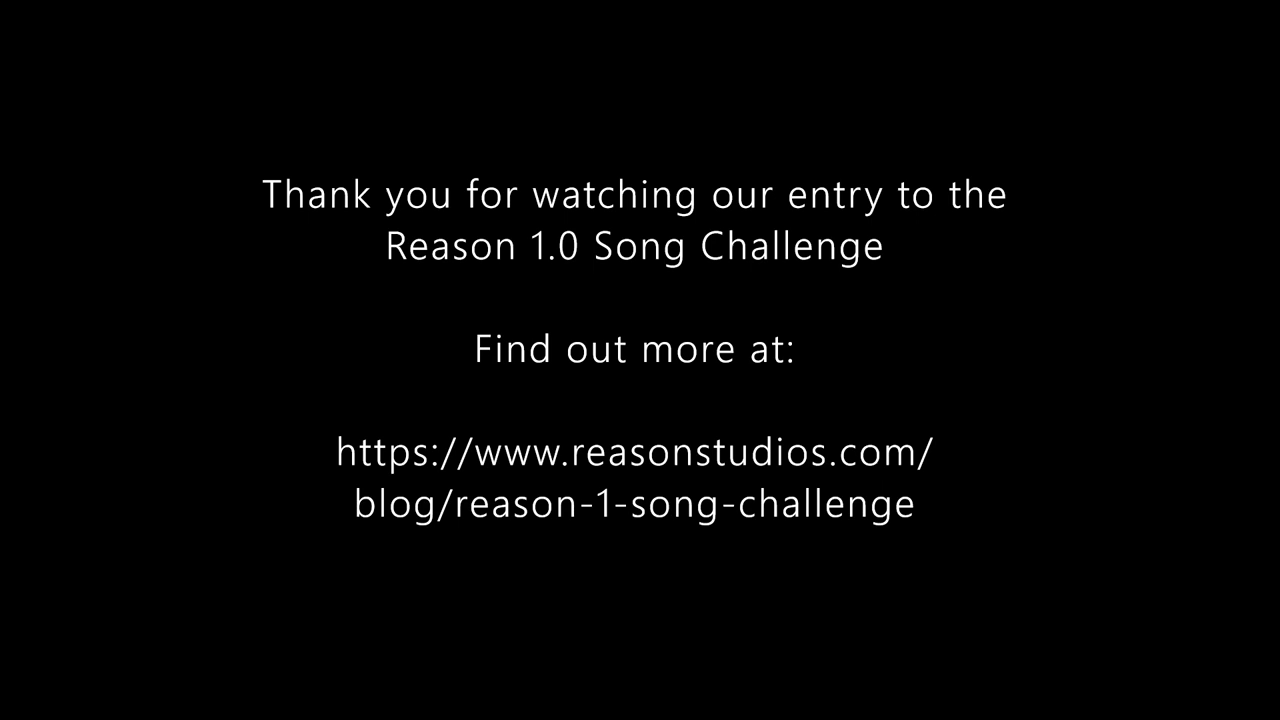 Thank you for watching our entry to the
Reason 1.0 Song Challenge
Find out more at:
https://www.reasonstudios.com/
blog/reason-1-song-challenge